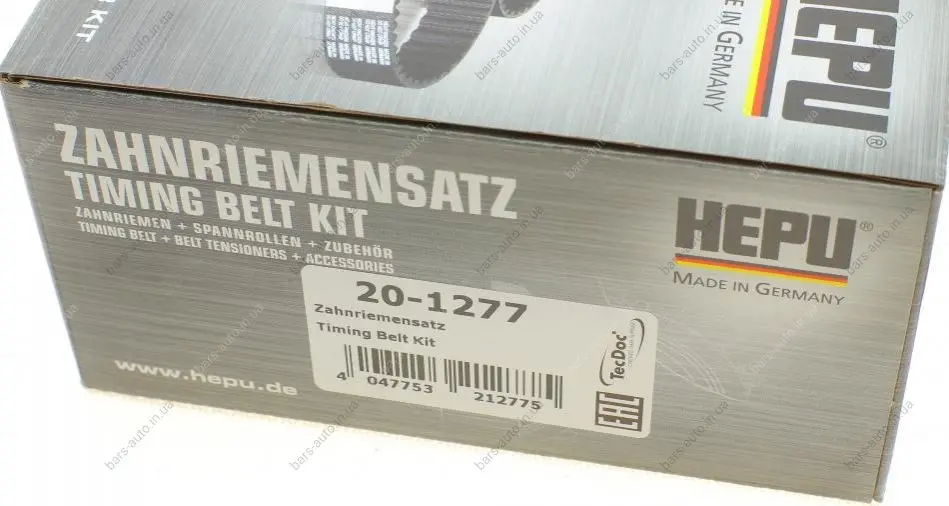 KIT
MADE IN GERMANY
HEPU®
ZAHNRIEMENSATZ
TIMING BELT KIT
ZAHNRIEMEN + SPANNROLLEN + ZUBEHÖR
TIMING BELT + BELT TENSIONERS + ACCESSORIES
HEPU®
MADE IN GERMANY
20-1277
Zahnriemensatz
Timing Belt Kit
TecDoc
4 047753 212775
EAC
www.hepu.de
bars-auto.in.ua